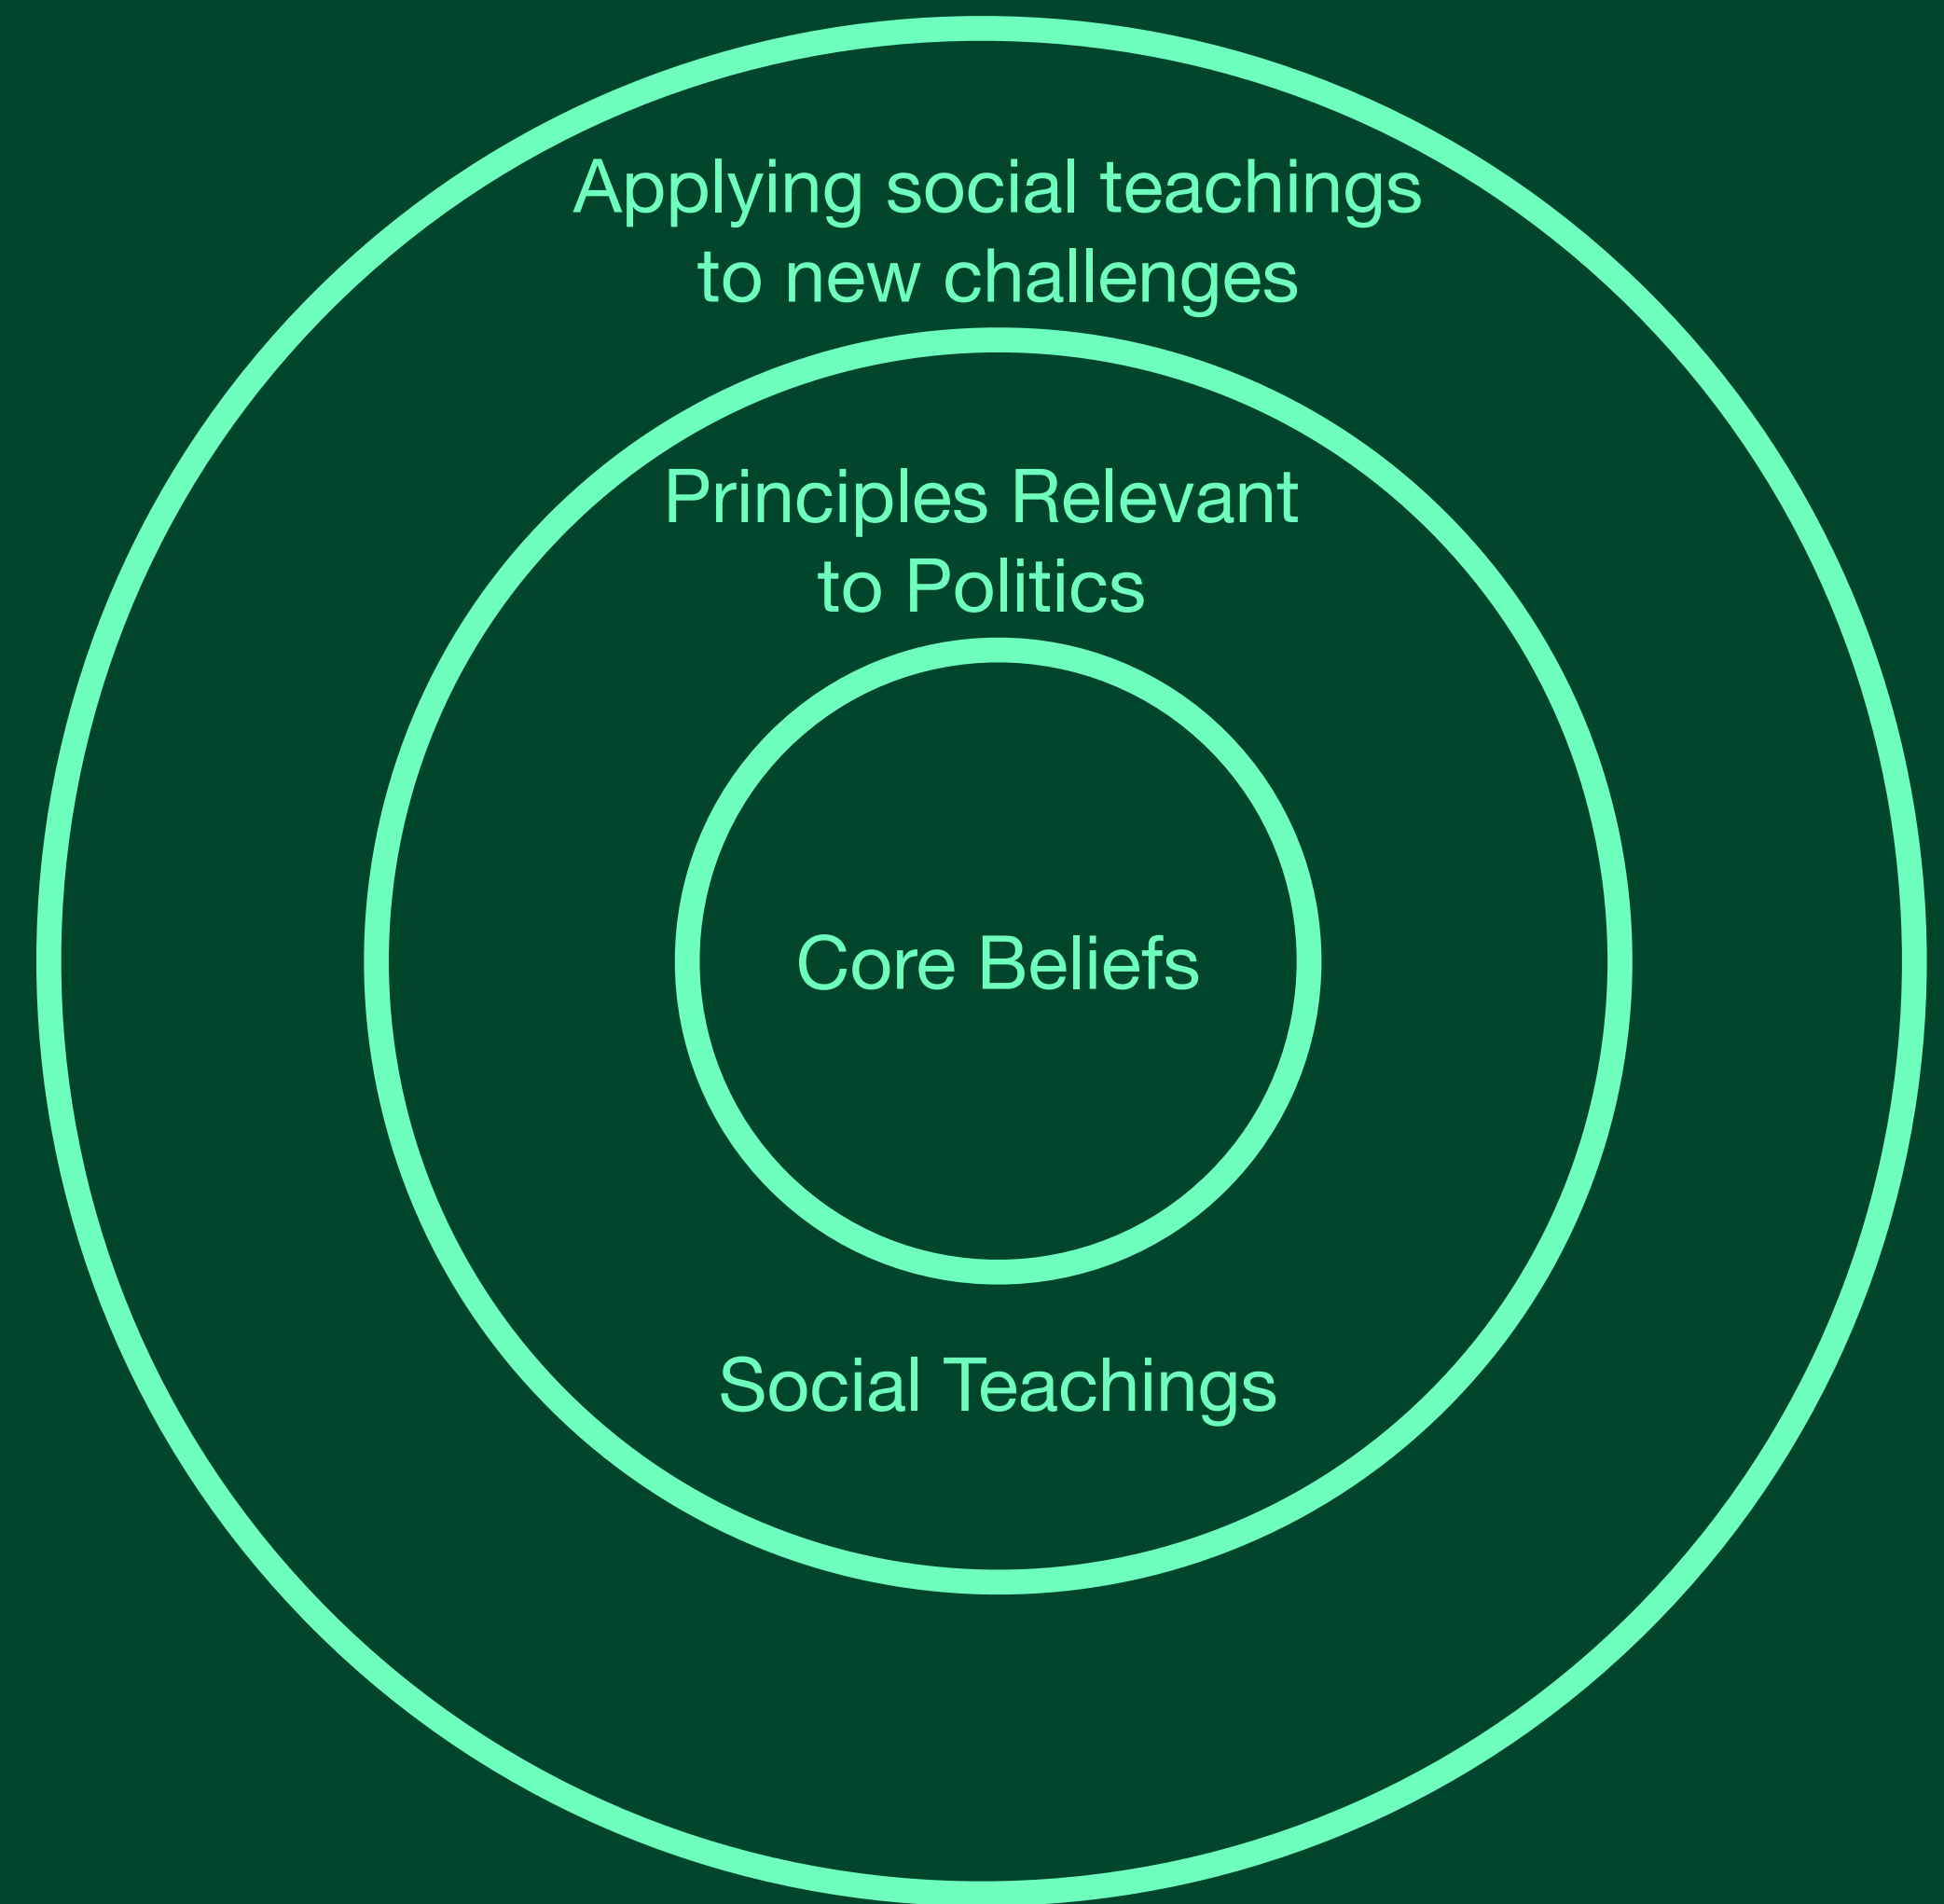 Applying social teachings
to new challenges
Principles Relevant
to Politics
Core Beliefs
Social Teachings